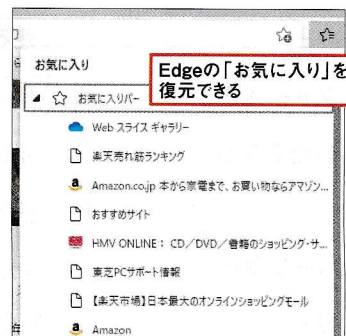 お気に入り
Edgeの「お気に入り」を
復元できる
お気に入りバー
Web スライス ギャラリー
楽天売れ筋ランキング
Amazon.co.jp 本から家電まで、お買い物ならアマゾン...
おすすめサイト
HMV ONLINE： CD／DVD／書籍のショッピング・サ...
東芝PCサポート情報
【楽天市場】日本最大のオンラインショッピングモール
Amazon